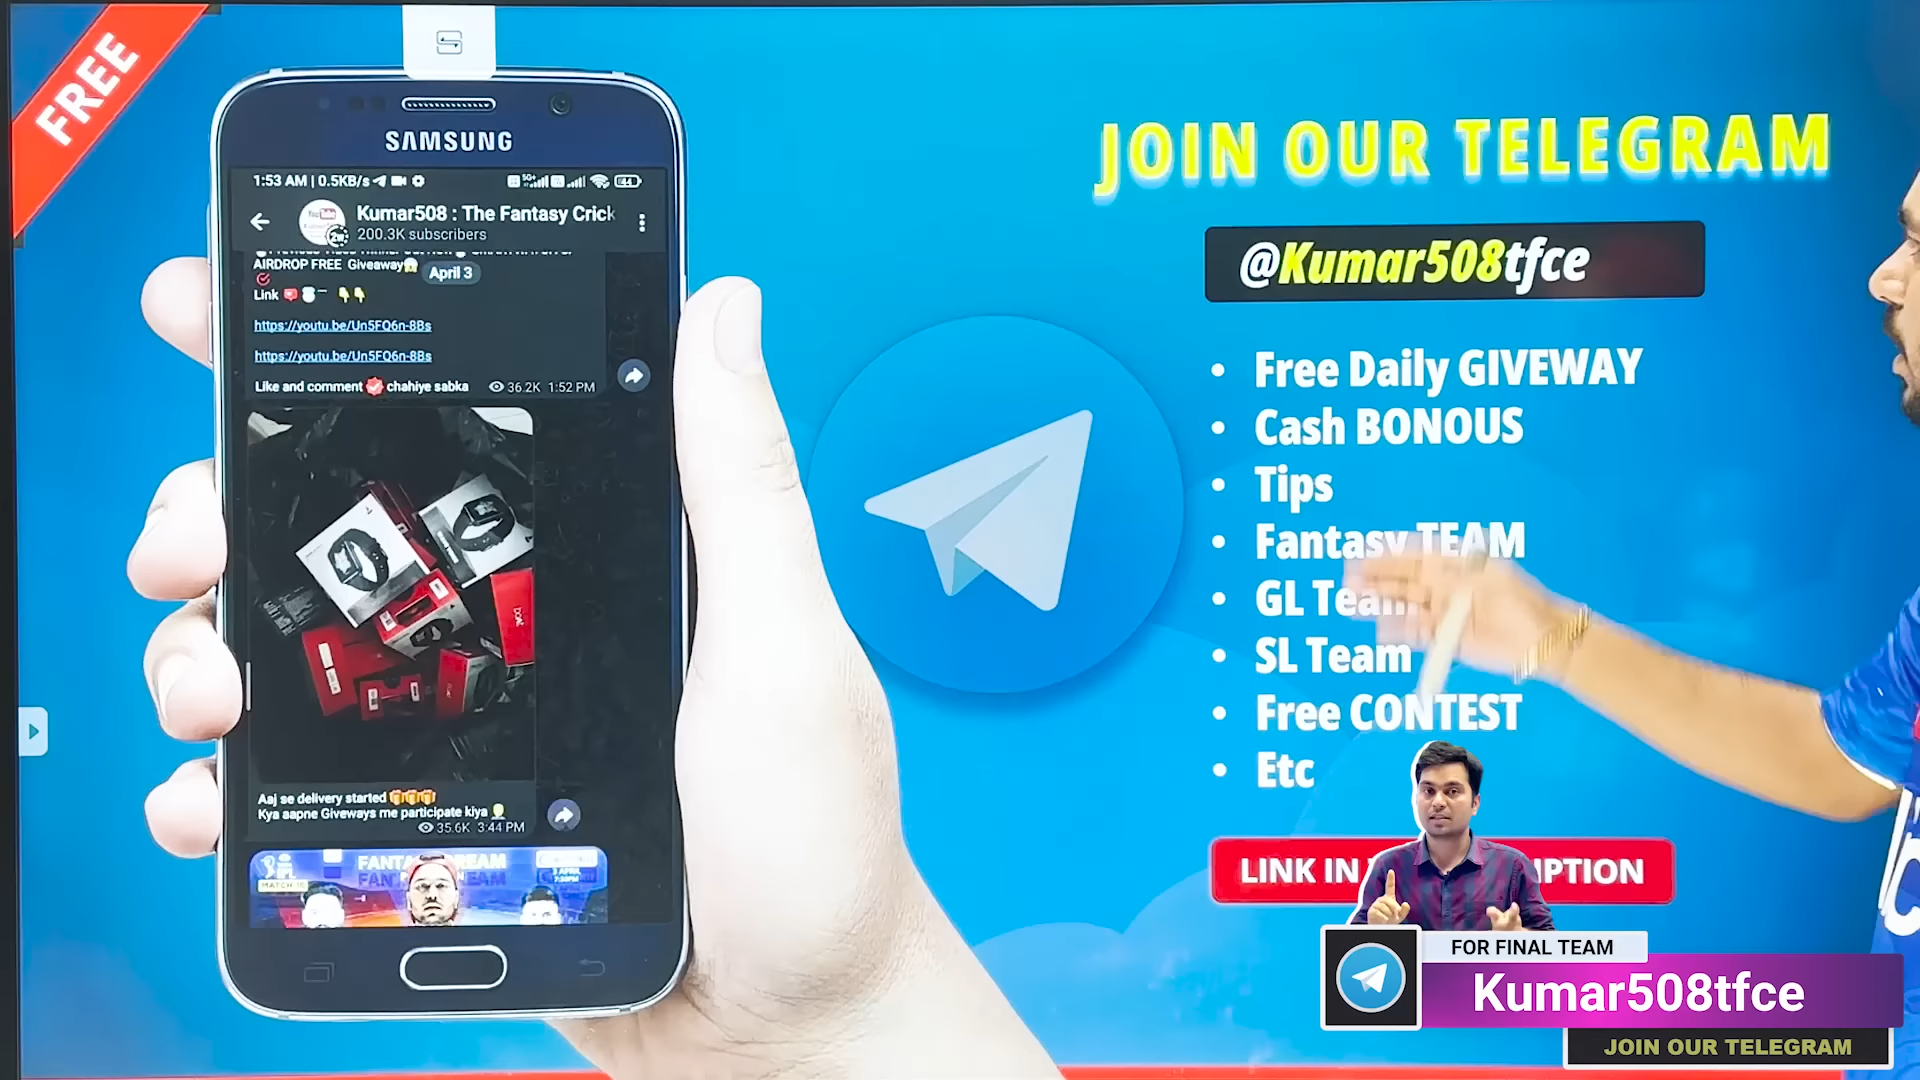 FREE
SAMSUNG
1:53 AM | 0.5KB/s
Kumar508 : The Fantasy Crick
200.3K subscribers
AIRDROP FREE Giveaway
April 3
Link
https://youtu.be/Un5FQ6n-8Bs
https://youtu.be/Un5FQ6n-8Bs
Like and comment chahiye sabka 36.2K 1:52 PM
Aaj se delivery started
Kya aapne Giveways me participate kiya
35.6K 3:44 PM
JOIN OUR TELEGRAM
@Kumar508tfce
• Free Daily GIVEWAY
• Cash BONOUS
• Tips
• Fantasy TEAM
• GL Team
• SL Team
• Free CONTEST
• Etc
LINK IN
FOR FINAL TEAM
Kumar508tfce
JOIN OUR TELEGRAM